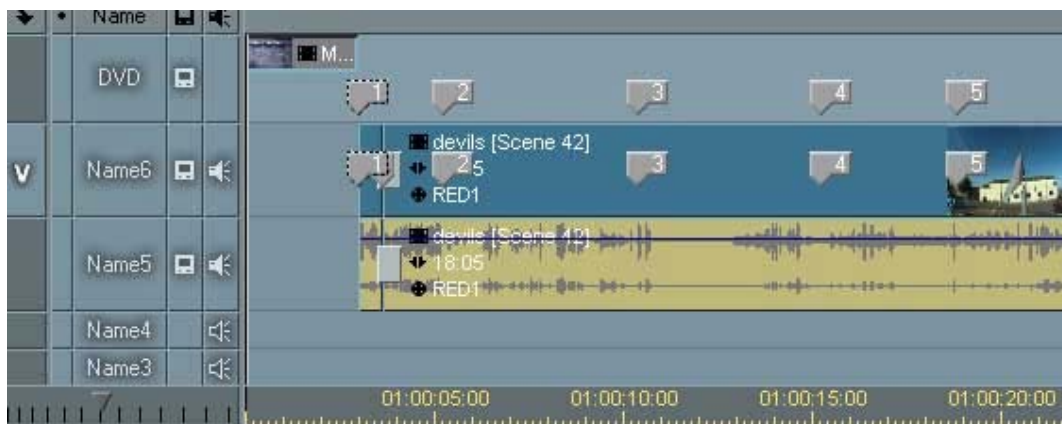 Name
M...
DVD
1 2 3 4 5
devils [Scene 42]
V Name6 1 2 5 3 4 5
RED1
devils [Scene 42]
Name5 18:05
RED1
Name4
Name3
01:00:05:00 01:00:10:00 01:00:15:00 01:00:20:00